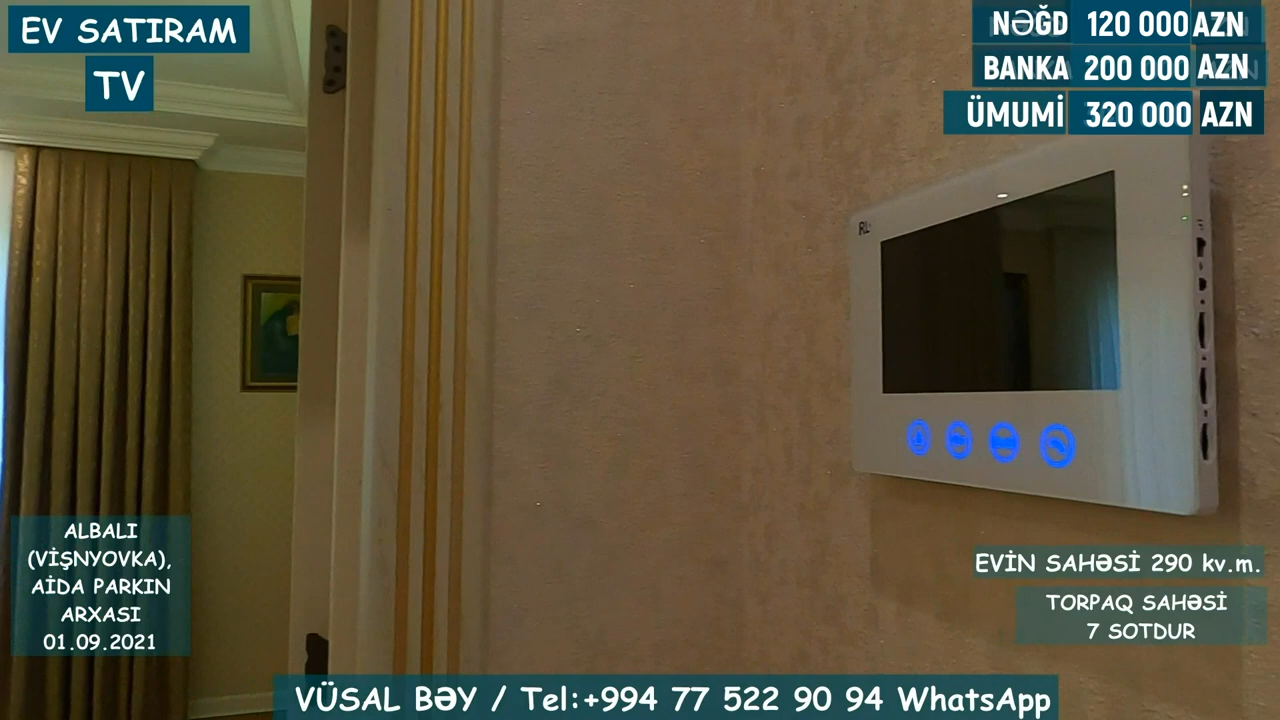 EV SATIRAM
TV
NƏĞD 120 000 AZN
BANKA 200 000 AZN
ÜMUMİ 320 000 AZN
RL
ALBALI
(VİŞNYOVKA),
AİDA PARKIN
ARXASI
01.09.2021
EVİN SAHƏSİ 290 kv.m.
TORPAQ SAHƏSİ
7 SOTDUR
VÜSAL BƏY / Tel:+994 77 522 90 94 WhatsApp